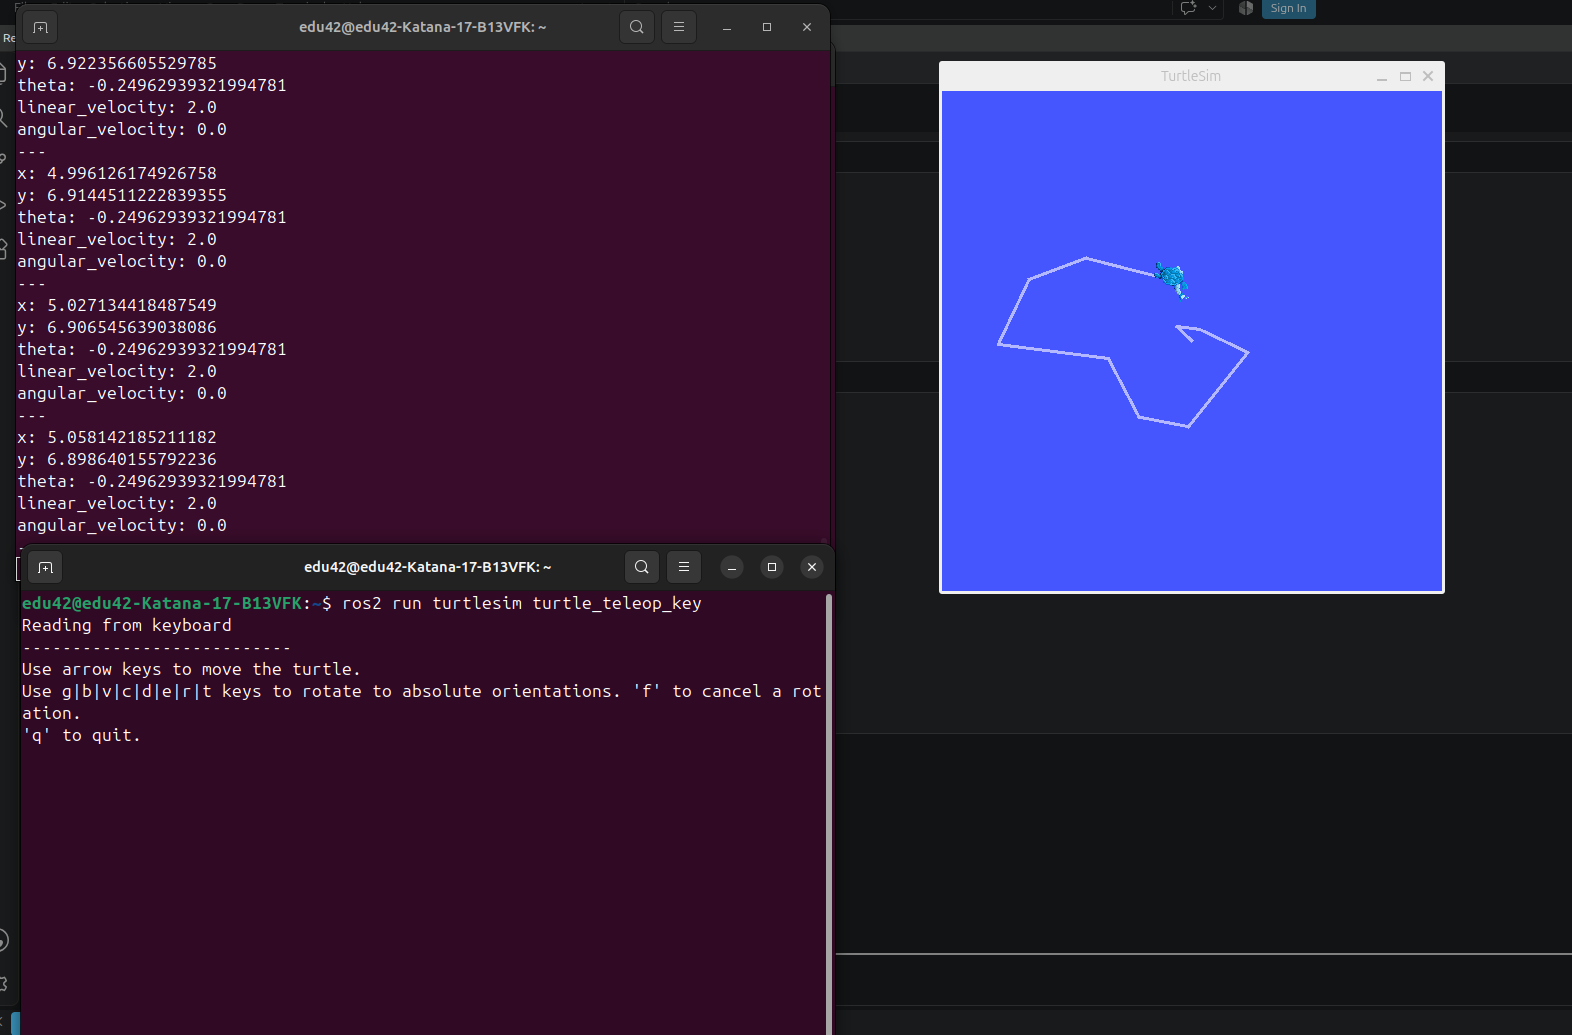 Sign In
Re
edu42@edu42-Katana-17-B13VFK: ~
y: 6.922356605529785
theta: -0.24962939321994781
linear_velocity: 2.0
angular_velocity: 0.0
---
x: 4.996126174926758
y: 6.9144511222839355
theta: -0.24962939321994781
linear_velocity: 2.0
angular_velocity: 0.0
---
x: 5.027134418487549
y: 6.906545639038086
theta: -0.24962939321994781
linear_velocity: 2.0
angular_velocity: 0.0
---
x: 5.058142185211182
y: 6.898640155792236
theta: -0.24962939321994781
linear_velocity: 2.0
angular_velocity: 0.0
edu42@edu42-Katana-17-B13VFK: ~
edu42@edu42-Katana-17-B13VFK:~$ ros2 run turtlesim turtle_teleop_key
Reading from keyboard
---------------------------
Use arrow keys to move the turtle.
Use g|b|v|c|d|e|r|t keys to rotate to absolute orientations. 'f' to cancel a rot
ation.
'q' to quit.
TurtleSim